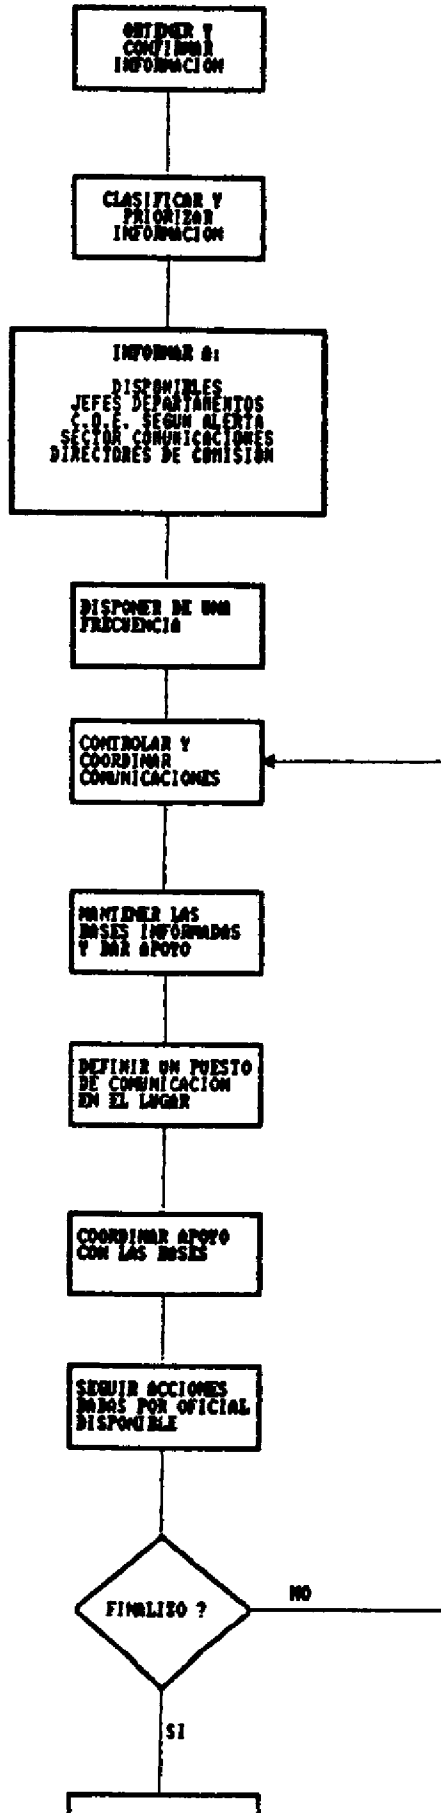 OBTENER Y
CONFIRMAR
INFORMACION
CLASIFICAR Y
PRIORIZAR
INFORMACION
INFORMAR A:
DISPONIBLES
JEFES DEPARTAMENTOS
C.O.E. SEGUN ALERTA
SECTOR COMUNICACIONES
DIRECTORES DE COMISION
DISPONER DE UNA
FRECUENCIA
CONTROLAR Y
COORDINAR
COMUNICACIONES
MANTENER LAS
BASES INFORMADAS
Y DAR APOYO
DEFINIR UN PUESTO
DE COMUNICACION
EN EL LUGAR
COORDINAR APOYO
CON LAS BASES
SEGUIR ACCIONES
DADAS POR OFICIAL
DISPONIBLE
FINALIZO ?
NO
SI